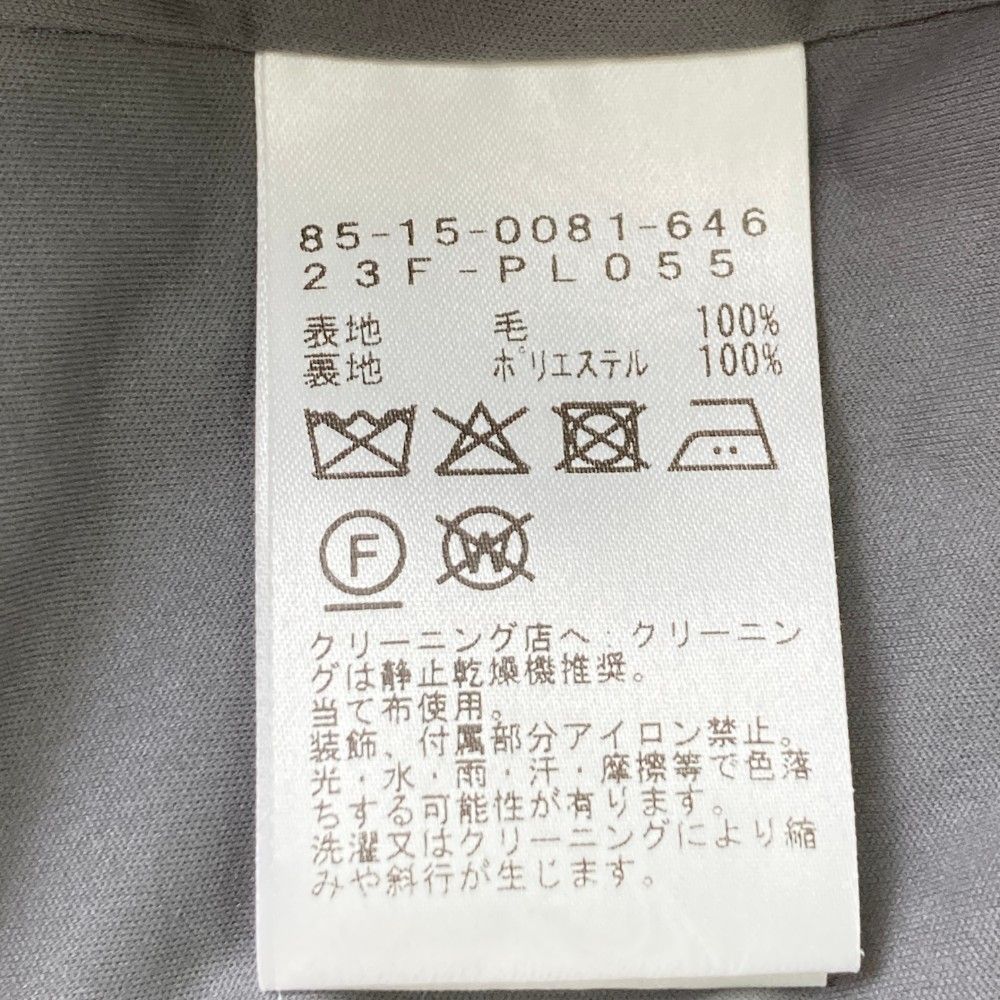 85-15-0081-646
23F-PL055
表地 毛 100%
裏地 ポリエステル 100%
F W
クリーニング店へ・クリーニン
グは静止乾燥機推奨。
当て布使用。
装飾、付属部分アイロン禁止。
光・水・雨・汗・摩擦等で色落
ち・する可能性が有ります。
洗濯又はクリーニングにより縮
みや斜行が生じます。